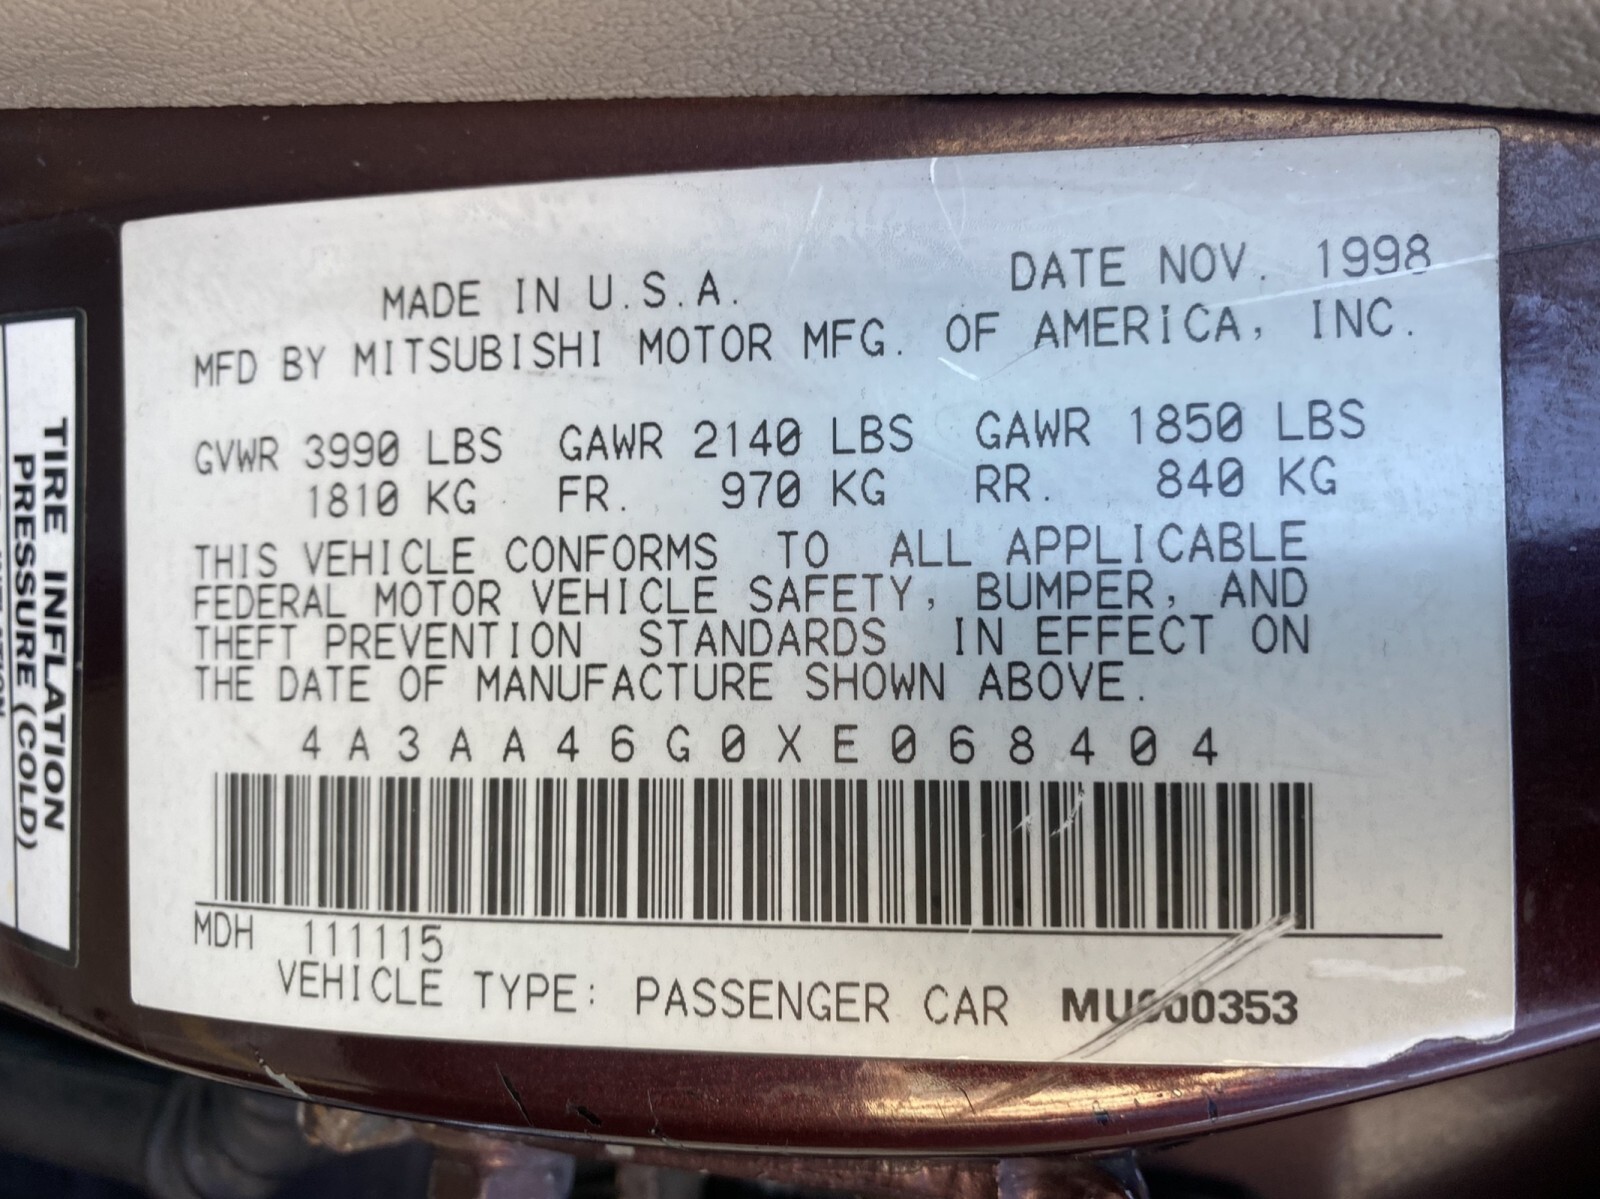 MADE IN U.S.A. DATE NOV. 1998
MFD BY MITSUBISHI MOTOR MFG. OF AMERICA, INC.
GVWR 3990 LBS GAWR 2140 LBS GAWR 1850 LBS
1810 KG FR. 970 KG RR. 840 KG
THIS VEHICLE CONFORMS TO ALL APPLICABLE
FEDERAL MOTOR VEHICLE SAFETY, BUMPER, AND
THEFT PREVENTION STANDARDS IN EFFECT ON
THE DATE OF MANUFACTURE SHOWN ABOVE.
4A3AA46G0XE068404
MDH 111115
VEHICLE TYPE: PASSENGER CAR
TIRE INFLATION
PRESSURE (COLD)